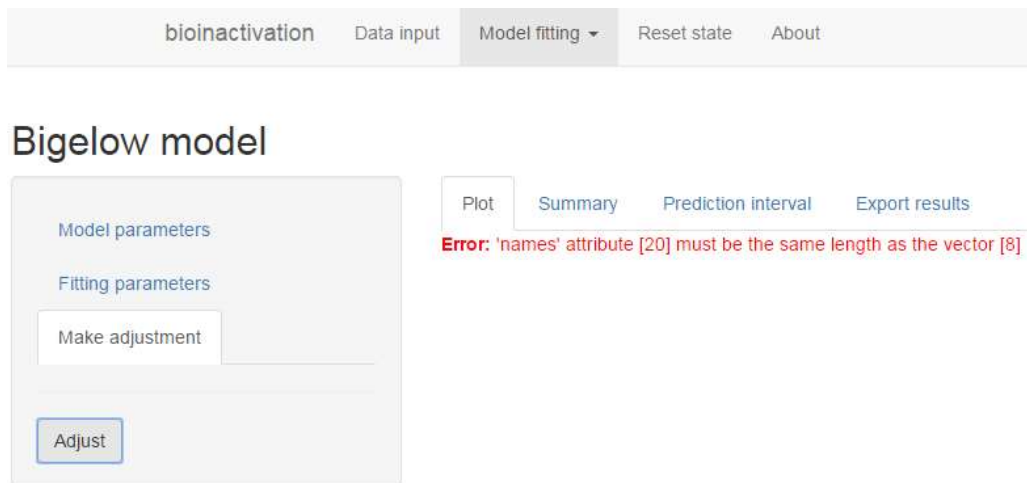 bioinactivation Data input Model fitting Reset state About
Bigelow model
Model parameters
Fitting parameters
Make adjustment
Adjust
Plot Summary Prediction interval Export results
Error: 'names' attribute [20] must be the same length as the vector [8]